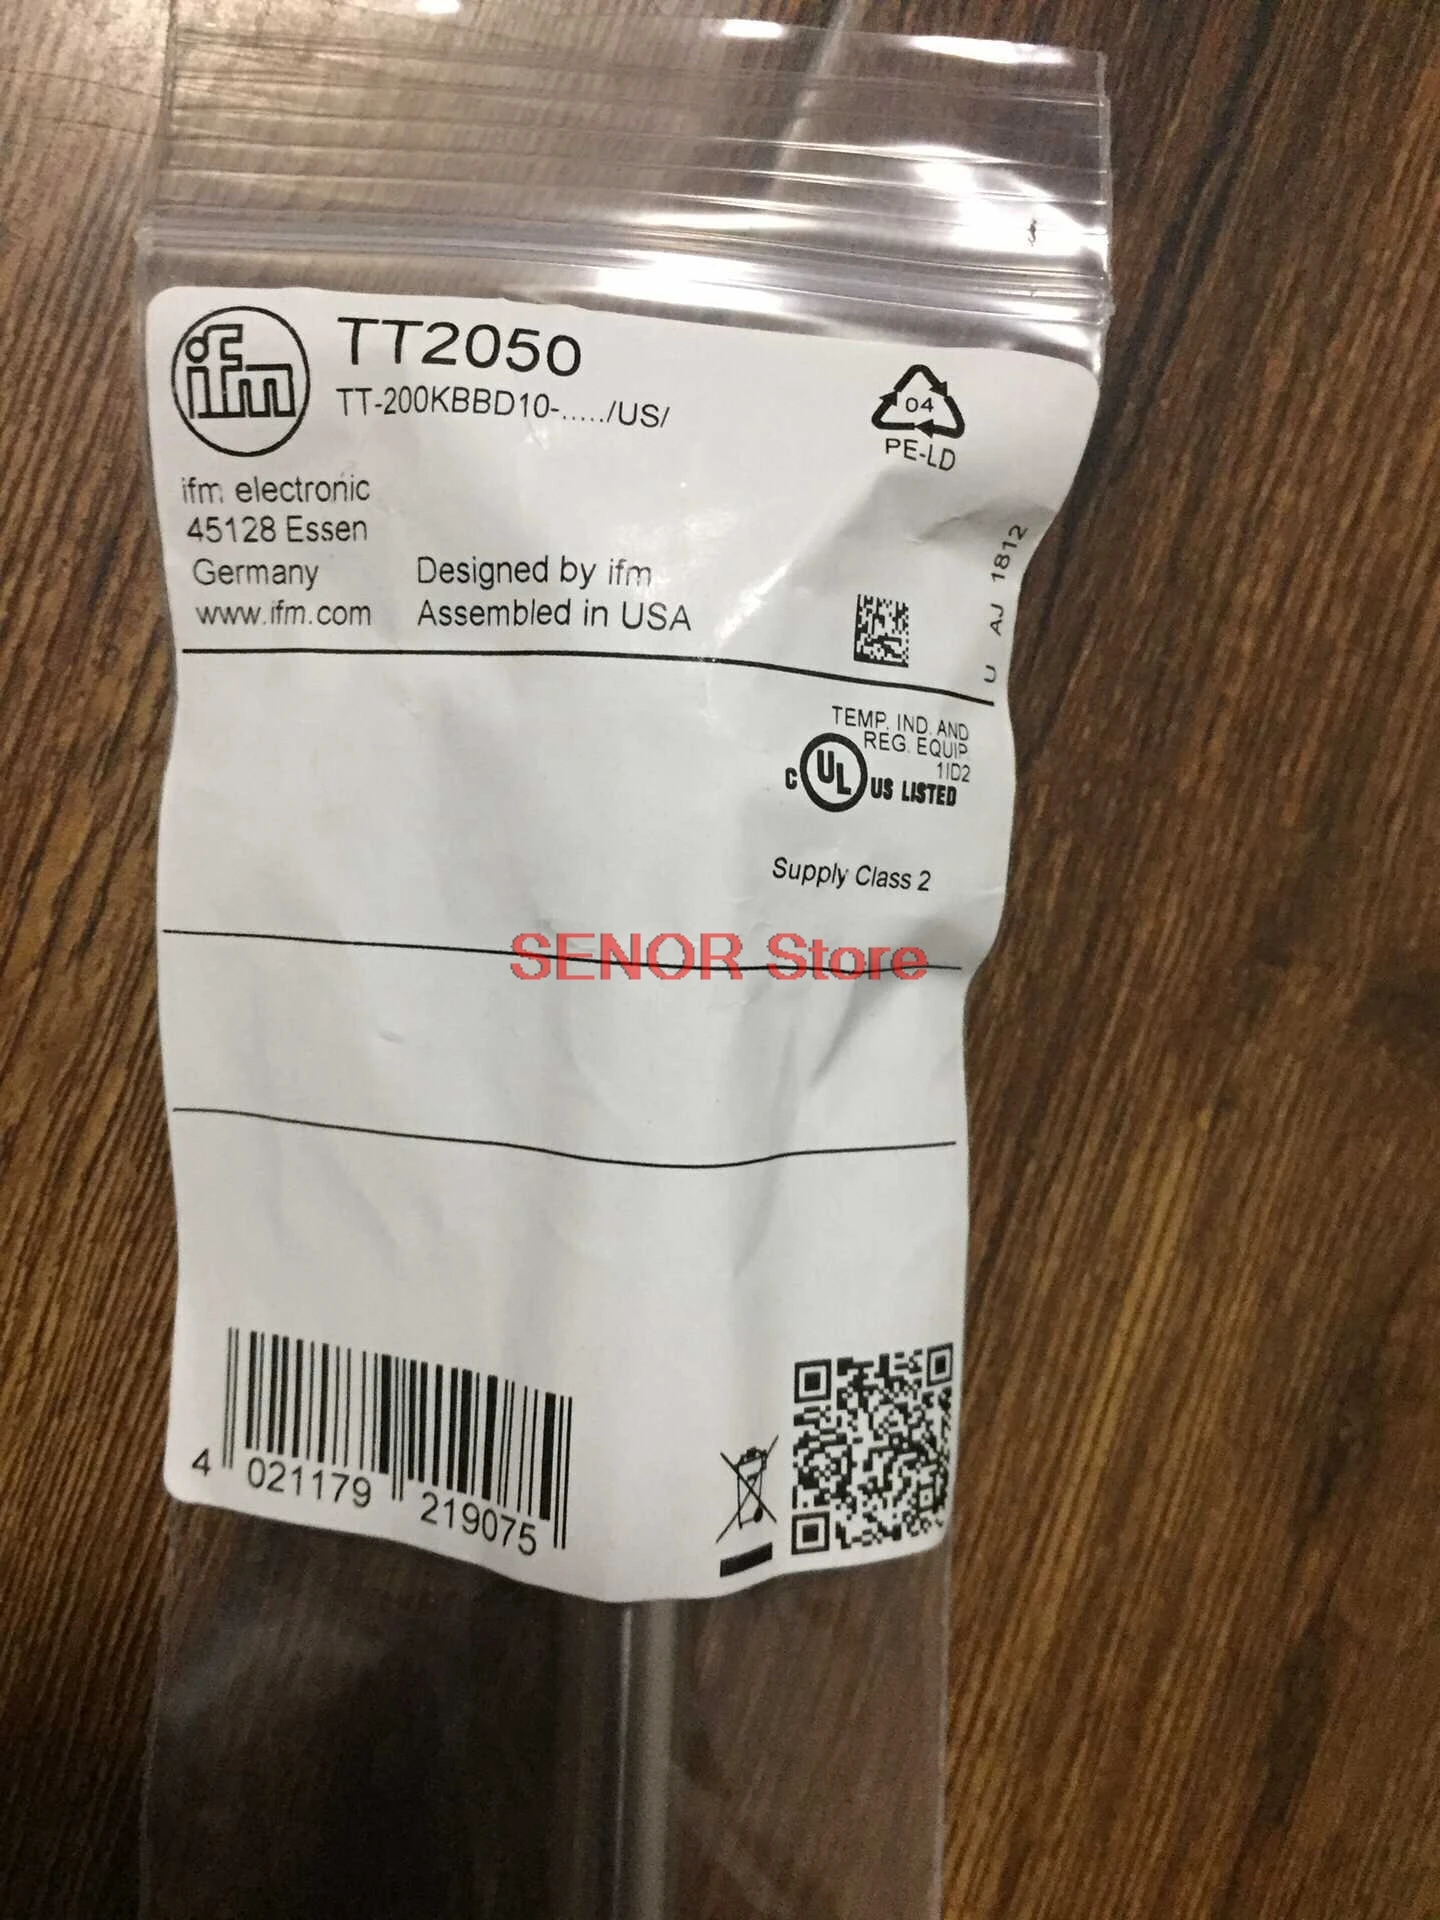 ifm
TT2050
TT-200KBBD10-...../US/
04
PE-LD
ifm electronic
45128 Essen
Germany
www.ifm.com
Designed by ifm
Assembled in USA
U AJ 1812
TEMP. IND. AND
REG. EQUIP.
1ID2
C UL US LISTED
Supply Class 2
SENOR Store
4 021179 219075